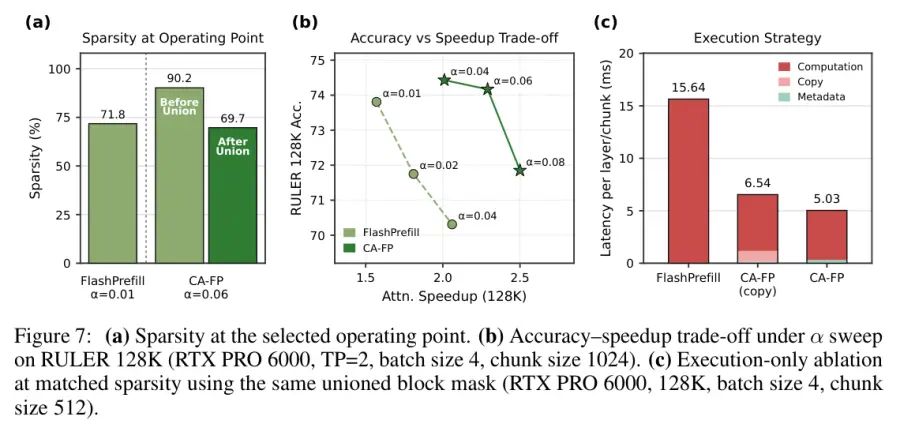 (a)
Sparsity at Operating Point
Sparsity (%)
100
75
50
25
0
71.8
90.2
Before
Union
69.7
After
Union
FlashPrefill
α=0.01
CA-FP
α=0.06
(b)
Accuracy vs Speedup Trade-off
RULER 128K Acc.
75
74
73
72
71
70
α=0.01
α=0.02
α=0.04
α=0.04
α=0.06
α=0.08
FlashPrefill
CA-FP
1.5
2.0
2.5
Attn. Speedup (128K)
(c)
Execution Strategy
Latency per layer/chunk (ms)
20
15
10
5
0
Computation
Copy
Metadata
15.64
6.54
5.03
FlashPrefill
CA-FP
(copy)
CA-FP
Figure 7: (a) Sparsity at the selected operating point. (b) Accuracy–speedup trade-off under α sweep
on RULER 128K (RTX PRO 6000, TP=2, batch size 4, chunk size 1024). (c) Execution-only ablation
at matched sparsity using the same unioned block mask (RTX PRO 6000, 128K, batch size 4, chunk
size 512).